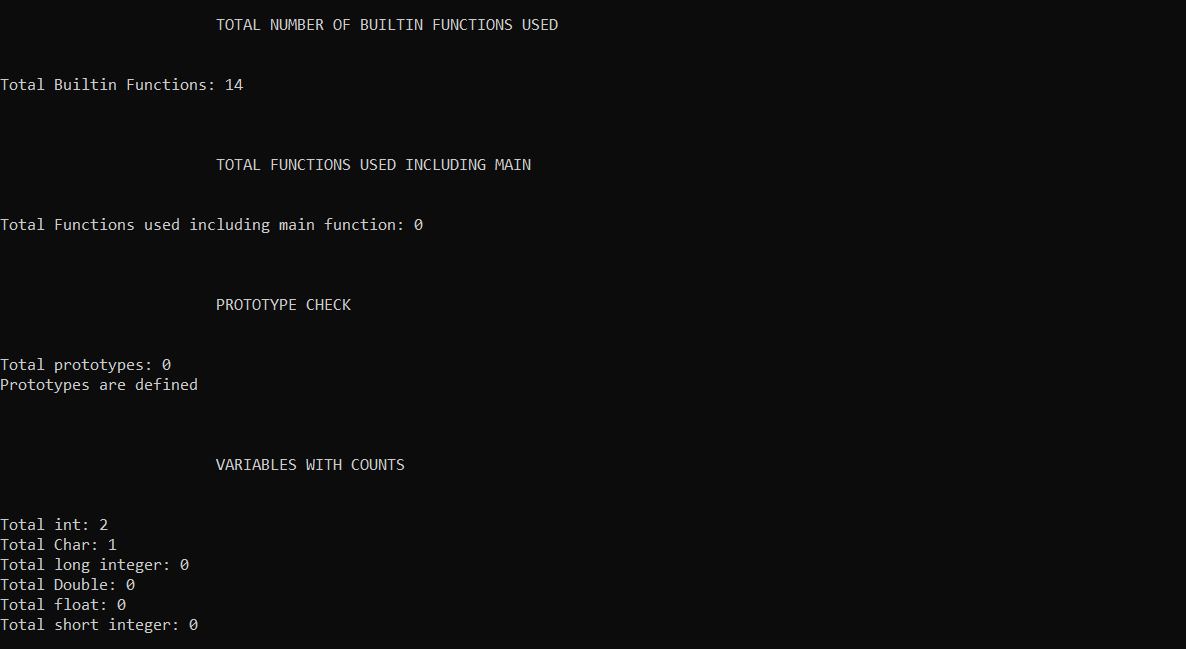 TOTAL NUMBER OF BUILTIN FUNCTIONS USED
Total Builtin Functions: 14
TOTAL FUNCTIONS USED INCLUDING MAIN
Total Functions used including main function: 0
PROTOTYPE CHECK
Total prototypes: 0
Prototypes are defined
VARIABLES WITH COUNTS
Total int: 2
Total Char: 1
Total long integer: 0
Total Double: 0
Total float: 0
Total short integer: 0